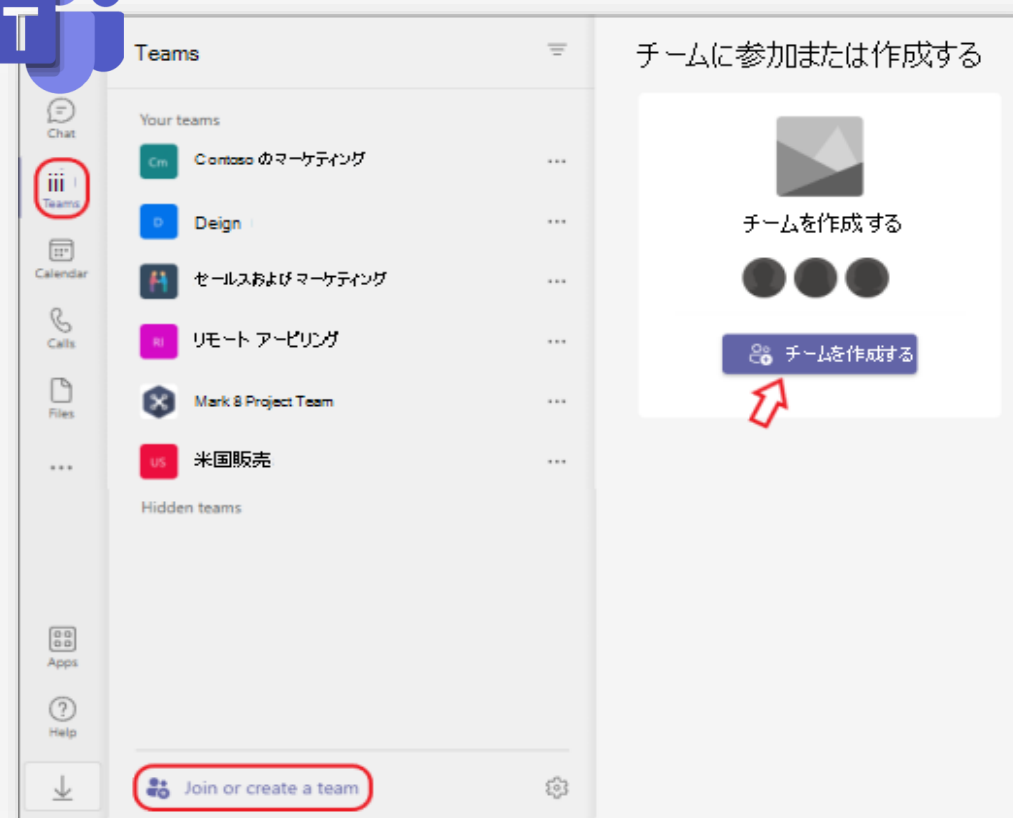 T
Teams
Chat
Teams
Calendar
Calls
Files
Apps
Help
Your teams
Cm Contoso のマーケティング
D Deign
セールスおよび マーケティング
RI リモート アービリング
Mark 8 Project Team
US 米国販売
Hidden teams
Join or create a team
チームに参加または作成する
チームを作成する
チームを作成する